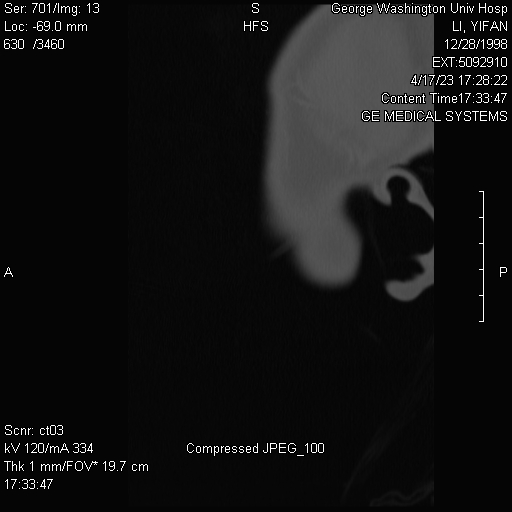 Ser: 701/Img: 13
Loc: -69.0 mm
630 /3460
S
HFS
George Washington Univ Hosp
LI, YIFAN
12/28/1998
EXT:5092910
4/17/23 17:28:22
Content Time17:33:47
GE MEDICAL SYSTEMS
A
P
Scnr: ct03
kV 120/mA 334
Thk 1 mm/FOV* 19.7 cm
17:33:47
Compressed JPEG_100